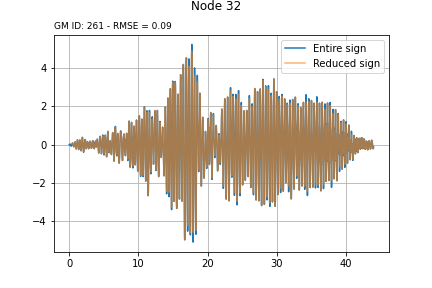 Node 32
GM ID: 261 - RMSE = 0.09
Entire sign
Reduced sign
4
2
0
−2
−4
0 10 20 30 40